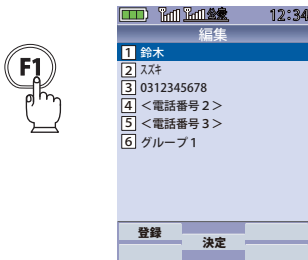 F1
12:34
編集
1 鈴木
2 ｽｽﾞｷ
3 0312345678
4 ＜電話番号２＞
5 ＜電話番号３＞
6 グループ1
登録
決定